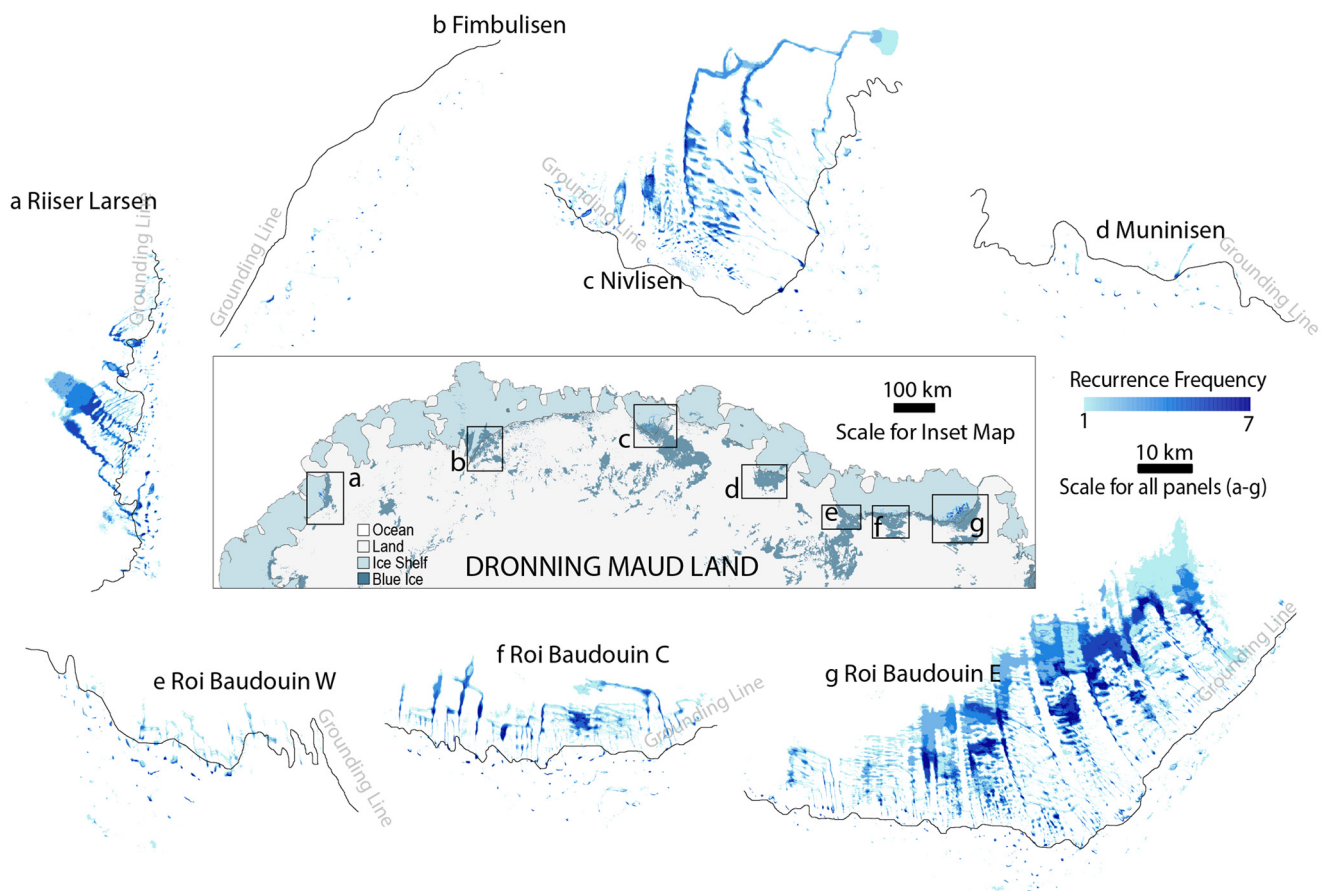 b Fimbulisen
Grounding Line
a Riiser Larsen
Grounding Line
Grounding Line
c Nivlisen
d Muninisen
Grounding Line
Recurrence Frequency
1 7
10 km
Scale for all panels (a-g)
100 km
Scale for Inset Map
a
b
c
d
e
f
g
Ocean
Land
Ice Shelf
Blue Ice
DRONNING MAUD LAND
e Roi Baudouin W
Grounding Line
f Roi Baudouin C
Grounding Line
g Roi Baudouin E
Grounding Line